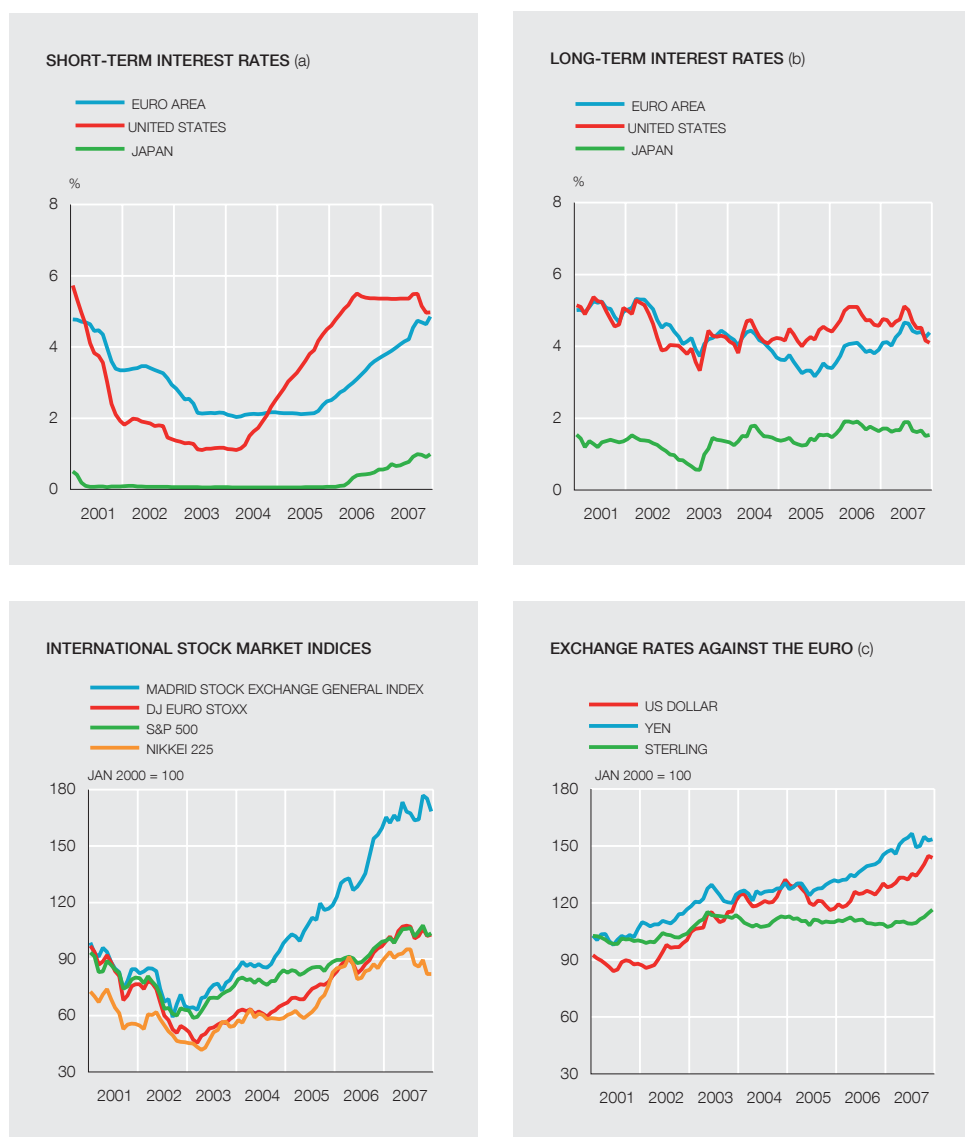 SHORT-TERM INTEREST RATES (a)
EURO AREA
UNITED STATES
JAPAN
%
8
6
4
2
0
2001 2002 2003 2004 2005 2006 2007
LONG-TERM INTEREST RATES (b)
EURO AREA
UNITED STATES
JAPAN
%
8
6
4
2
0
2001 2002 2003 2004 2005 2006 2007
INTERNATIONAL STOCK MARKET INDICES
MADRID STOCK EXCHANGE GENERAL INDEX
DJ EURO STOXX
S&P 500
NIKKEI 225
JAN 2000 = 100
180
150
120
90
60
30
2001 2002 2003 2004 2005 2006 2007
EXCHANGE RATES AGAINST THE EURO (c)
US DOLLAR
YEN
STERLING
JAN 2000 = 100
180
150
120
90
60
30
2001 2002 2003 2004 2005 2006 2007